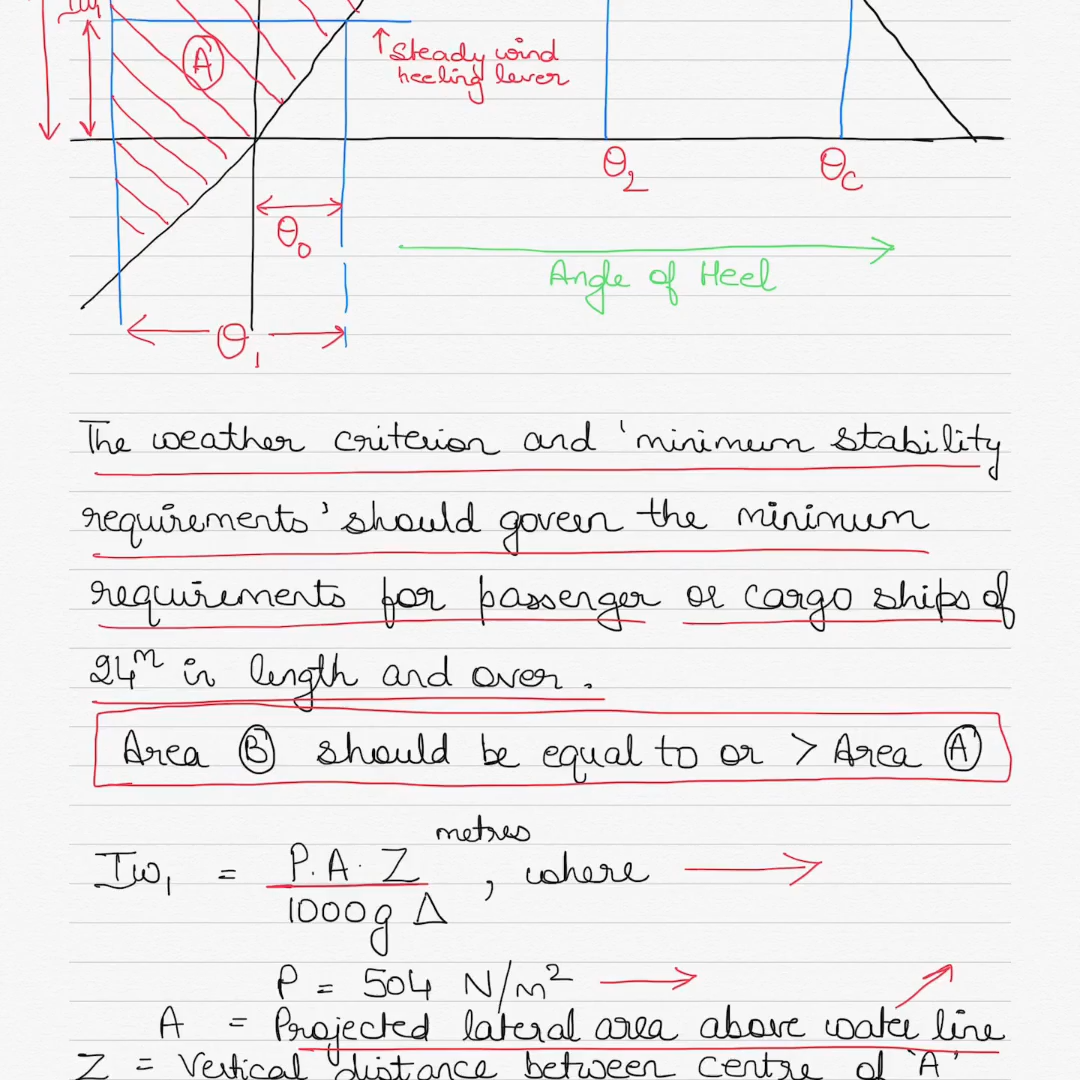 Iw₁
A
↑Steady wind
heeling lever
θ₂
θc
θ₀
Angle of Heel
θ₁
The weather criterion and 'minimum stability
requirements' should govern the minimum
requirements for passenger or cargo ships of
24ᵐ in length and over.
Area Ⓑ should be equal to or > Area Ⓐ
metres
Iw₁ = P.A.Z / 1000g Δ , where →
P = 504 N/m² →
A = Projected lateral area above water line
Z = Vertical distance between centre of 'A'